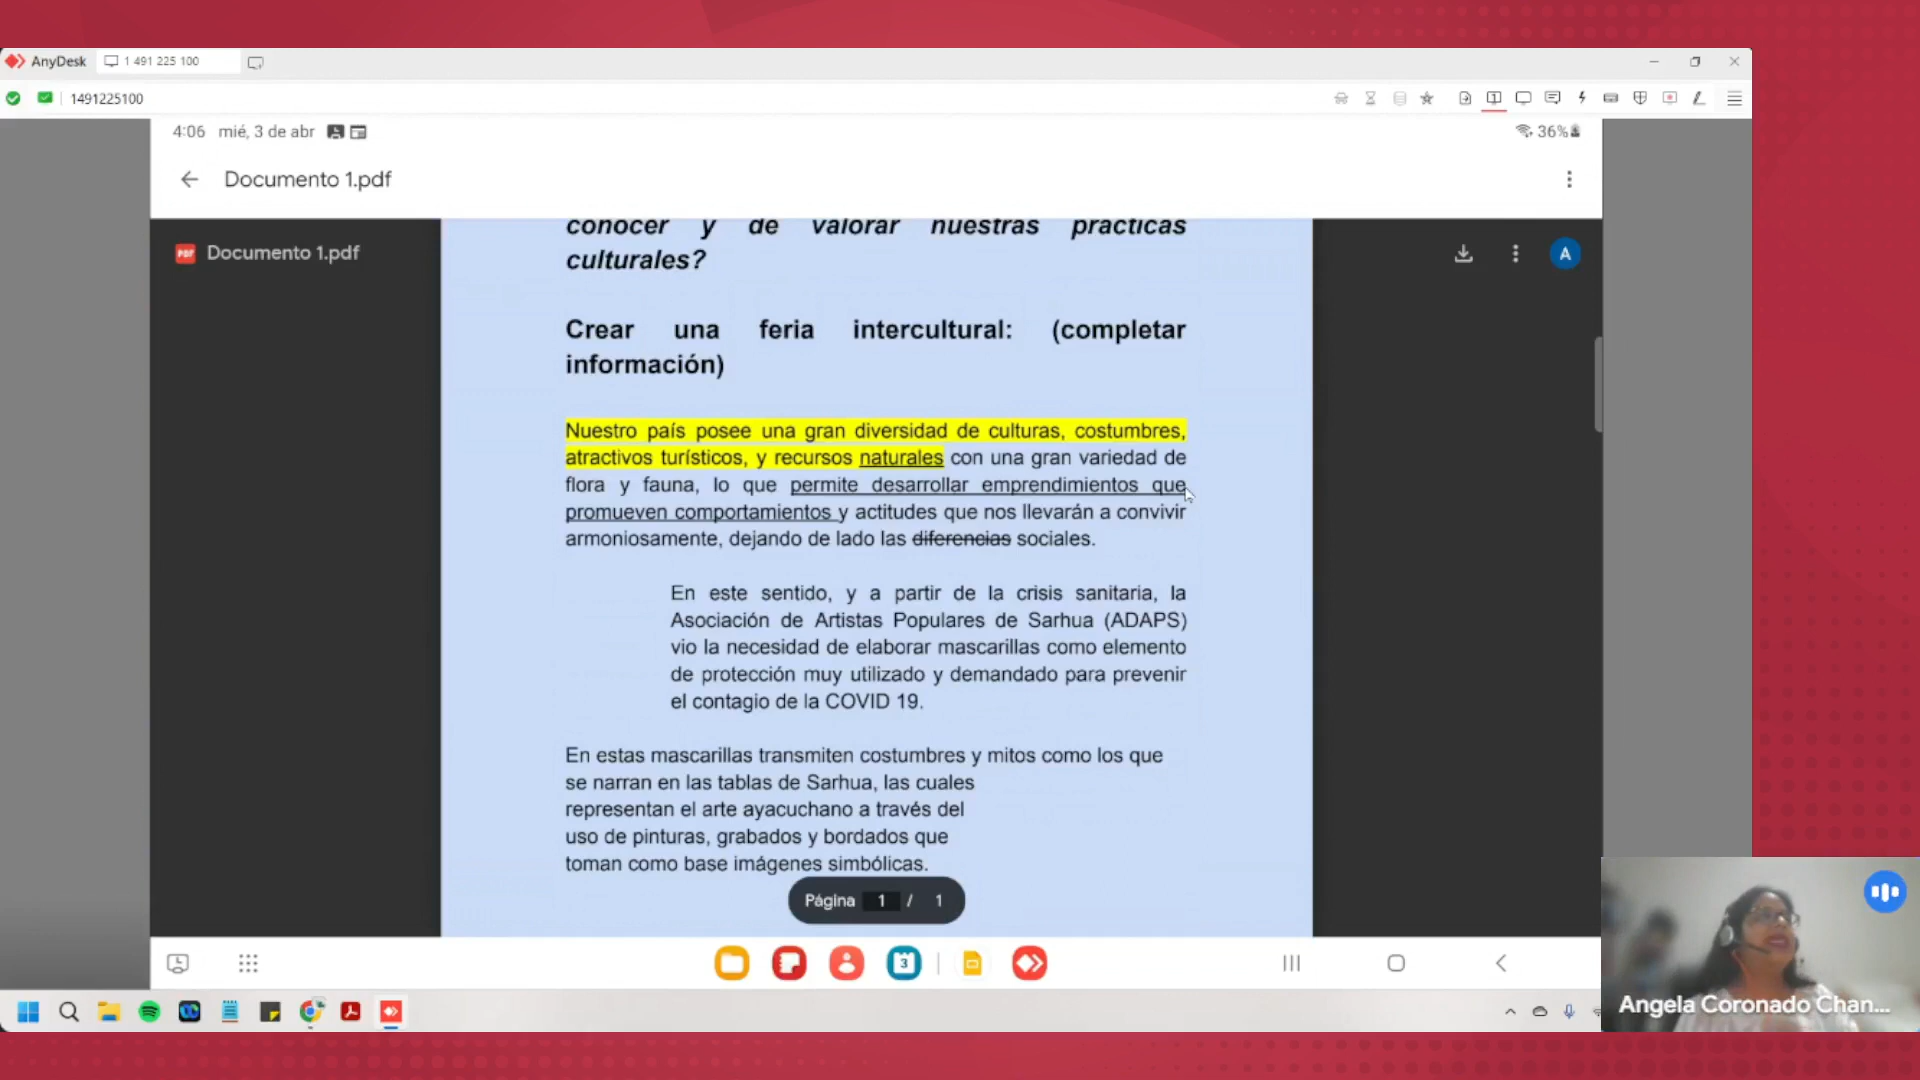 AnyDesk
1 491 225 100
1491225100
4:06 mié, 3 de abr
36%
Documento 1.pdf
PDF Documento 1.pdf
A
conocer y de valorar nuestras prácticas
culturales?
Crear una feria intercultural: (completar
información)
Nuestro país posee una gran diversidad de culturas, costumbres,
atractivos turísticos, y recursos naturales con una gran variedad de
flora y fauna, lo que permite desarrollar emprendimientos que
promueven comportamientos y actitudes que nos llevarán a convivir
armoniosamente, dejando de lado las diferencias sociales.
En este sentido, y a partir de la crisis sanitaria, la
Asociación de Artistas Populares de Sarhua (ADAPS)
vio la necesidad de elaborar mascarillas como elemento
de protección muy utilizado y demandado para prevenir
el contagio de la COVID 19.
En estas mascarillas transmiten costumbres y mitos como los que
se narran en las tablas de Sarhua, las cuales
representan el arte ayacuchano a través del
uso de pinturas, grabados y bordados que
toman como base imágenes simbólicas.
Página 1 / 1
3
Angela Coronado Chan...